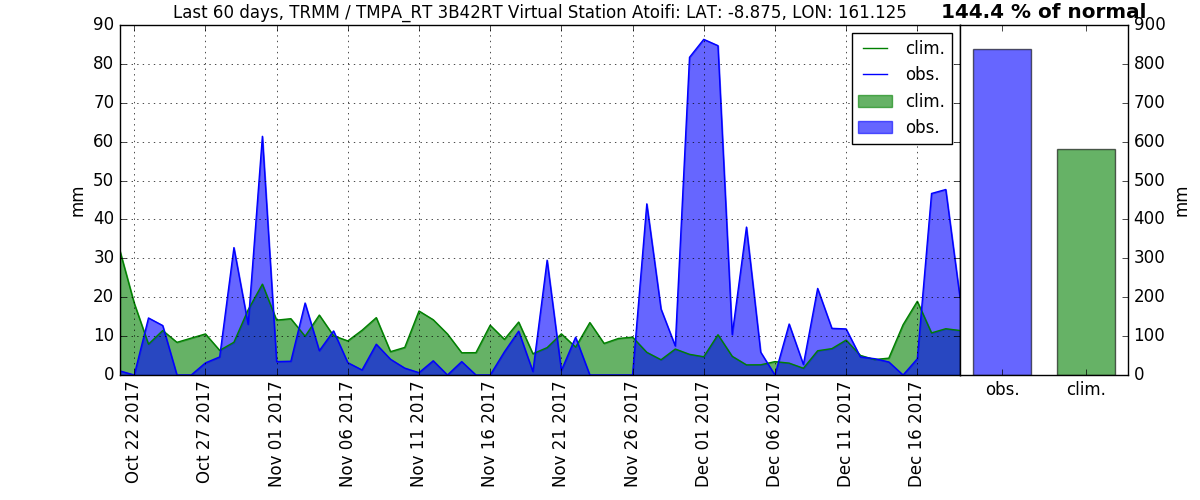 Last 60 days, TRMM / TMPA_RT 3B42RT Virtual Station Atoifi: LAT: -8.875, LON: 161.125
144.4 % of normal
90
80
70
60
50
40
30
20
10
0
mm
clim.
obs.
clim.
obs.
900
800
700
600
500
400
300
200
100
0
mm
Oct 22 2017
Oct 27 2017
Nov 01 2017
Nov 06 2017
Nov 11 2017
Nov 16 2017
Nov 21 2017
Nov 26 2017
Dec 01 2017
Dec 06 2017
Dec 11 2017
Dec 16 2017
obs.
clim.